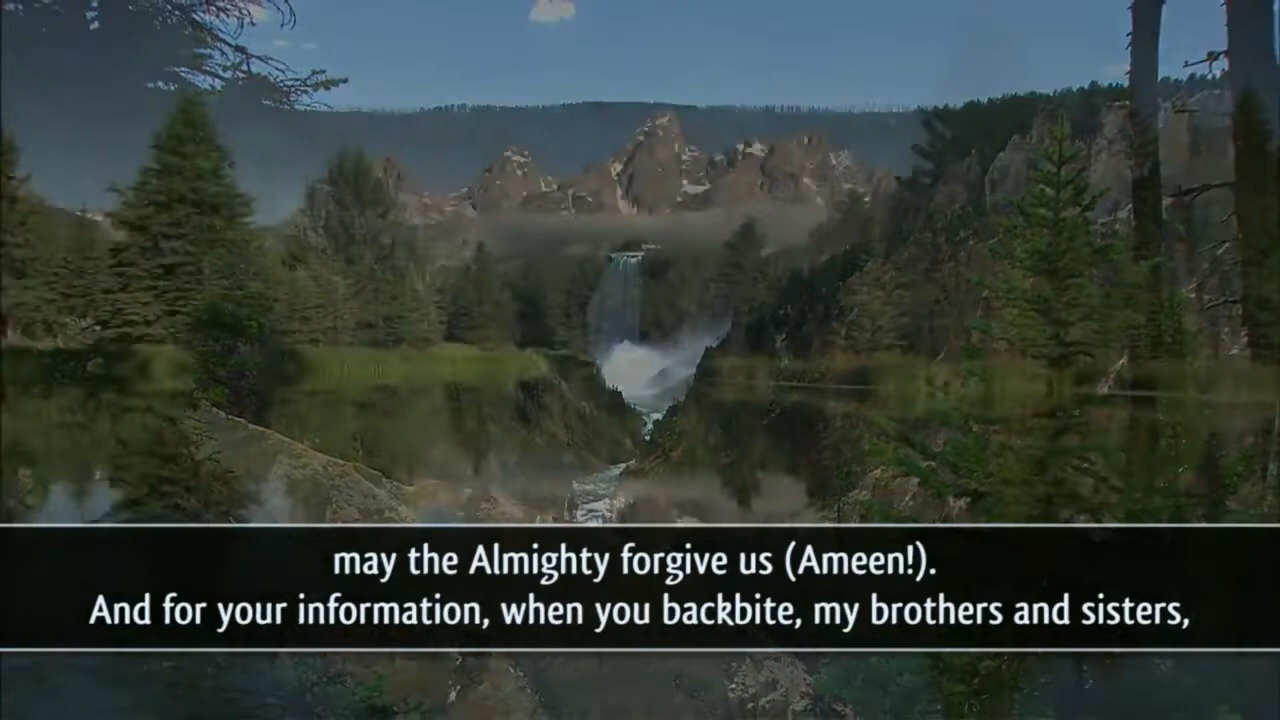 may the Almighty forgive us (Ameen!).
And for your information, when you backbite, my brothers and sisters,